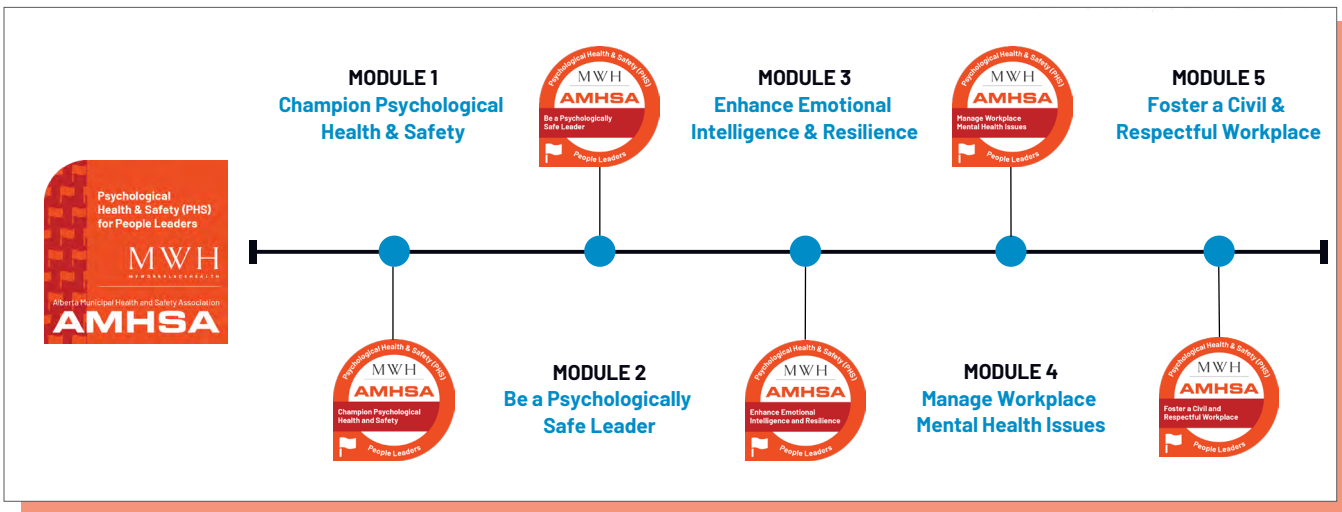 Psychological
Health & Safety (PHS)
for People Leaders
MWH
MYWORKPLACEHEALTH
Alberta Municipal Health and Safety Association
AMHSA
MODULE 1
Champion Psychological
Health & Safety
Psychological Health & Safety (PHS)
MWH
AMHSA
Champion Psychological
Health and Safety
People Leaders
Psychological Health & Safety (PHS)
MWH
AMHSA
Be a Psychologically
Safe Leader
People Leaders
MODULE 2
Be a Psychologically
Safe Leader
MODULE 3
Enhance Emotional
Intelligence & Resilience
Psychological Health & Safety (PHS)
MWH
AMHSA
Enhance Emotional
Intelligence and Resilience
People Leaders
Psychological Health & Safety (PHS)
MWH
AMHSA
Manage Workplace
Mental Health Issues
People Leaders
MODULE 4
Manage Workplace
Mental Health Issues
MODULE 5
Foster a Civil &
Respectful Workplace
Psychological Health & Safety (PHS)
MWH
AMHSA
Foster a Civil and
Respectful Workplace
People Leaders